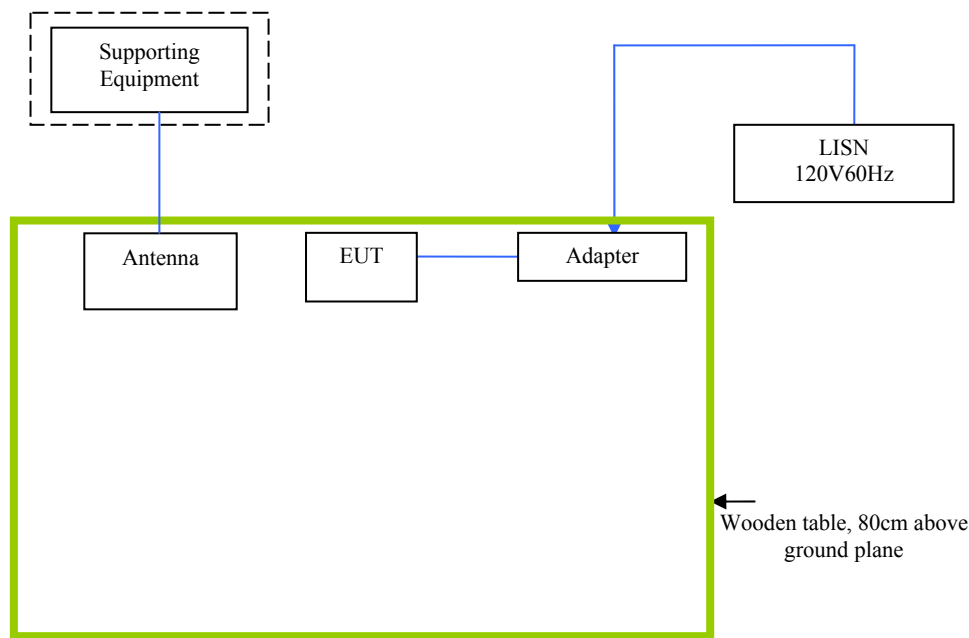 Supporting
Equipment
LISN
120V60Hz
Antenna
EUT
Adapter
Wooden table, 80cm above
ground plane